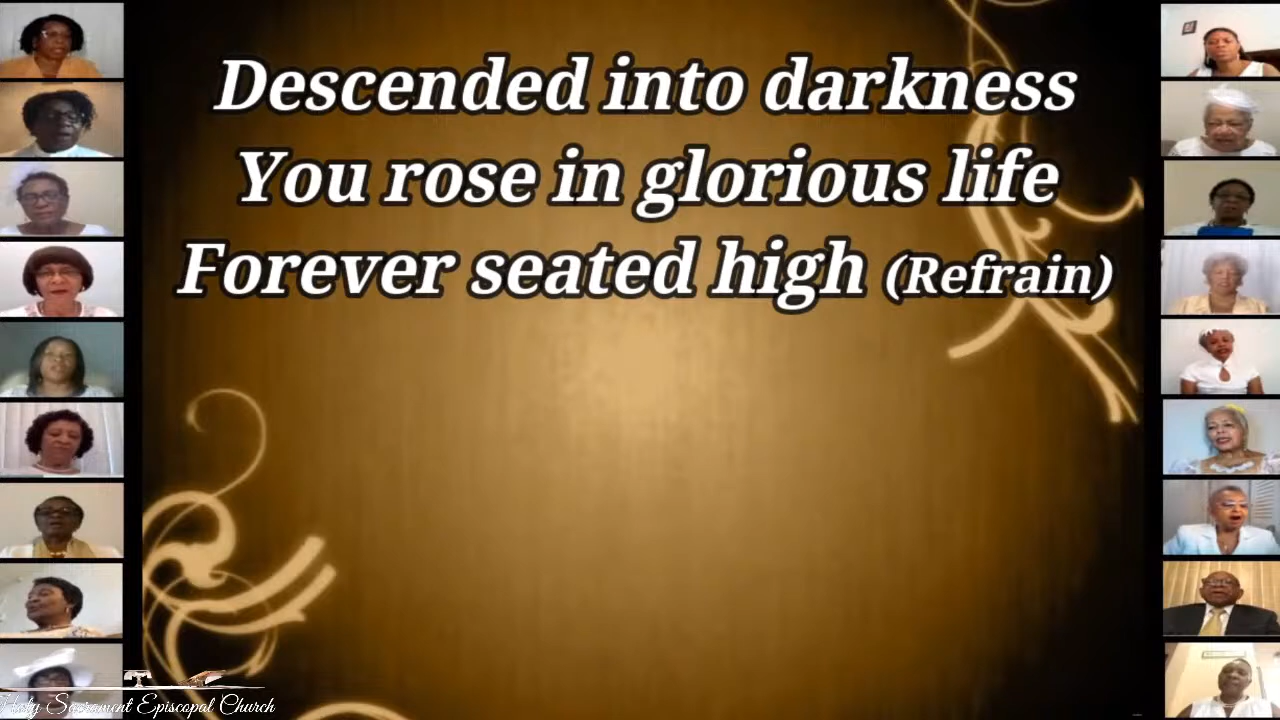 Descended into darkness
You rose in glorious life
Forever seated high (Refrain)
Holy Sacrament Episcopal Church